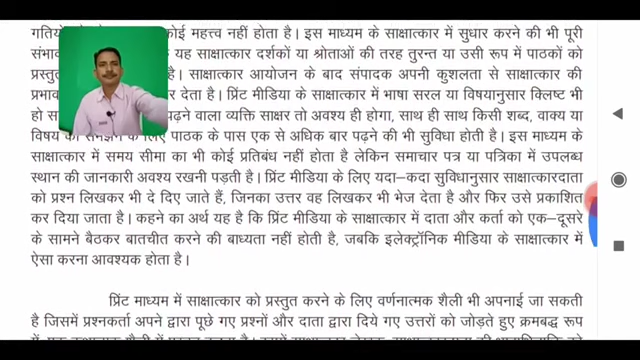 कोई महत्त्व नहीं होता है। इस माध्यम के साक्षात्कार में सुधार करने की भी पूरी
यह साक्षात्कार दर्शकों या श्रोताओं की तरह तुरन्त या उसी रूप में पाठकों को
प्रस्तुत है। साक्षात्कार आयोजन के बाद संपादक अपनी कुशलता से साक्षात्कार की
र देता है। प्रिंट मीडिया के साक्षात्कार में भाषा सरल या विषयानुसार क्लिष्ट भी
हो पढ़ने वाला व्यक्ति साक्षर तो अवश्य ही होगा, साथ ही साथ किसी शब्द, वाक्य या
विषय को समझने के लिए पाठक के पास एक से अधिक बार पढ़ने की भी सुविधा होती है। इस माध्यम के
साक्षात्कार में समय सीमा का भी कोई प्रतिबंध नहीं होता है लेकिन समाचार पत्र या पत्रिका में उपलब्ध
स्थान की जानकारी अवश्य रखनी पड़ती है। प्रिंट मीडिया के लिए यदा–कदा सुविधानुसार साक्षात्कारदाता
को प्रश्न लिखकर भी दे दिए जाते हैं, जिनका उत्तर वह लिखकर भी भेज देता है और फिर उसे प्रकाशित
कर दिया जाता है। कहने का अर्थ यह है कि प्रिंट मीडिया के साक्षात्कार में दाता और कर्ता को एक–दूसरे
के सामने बैठकर बातचीत करने की बाध्यता नहीं होती है, जबकि इलेक्ट्रॉनिक मीडिया के साक्षात्कार में
ऐसा करना आवश्यक होता है।
प्रिंट माध्यम में साक्षात्कार को प्रस्तुत करने के लिए वर्णनात्मक शैली भी अपनाई जा सकती
है जिसमें प्रश्नकर्ता अपने द्वारा पूछे गए प्रश्नों और दाता द्वारा दिये गए उत्तरों को जोड़ते हुए क्रमबद्ध रूप